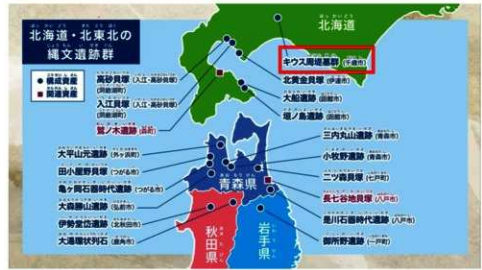 北海道・北東北の
縄文遺跡群
北海道
構成資産
関連資産
高砂貝塚 (入江・高砂貝塚)
(洞爺湖町)
入江貝塚 (入江・高砂貝塚)
(洞爺湖町)
鷲ノ木遺跡 (森町)
キウス周堤墓群 (千歳市)
北黄金貝塚 (伊達市)
大船遺跡 (函館市)
垣ノ島遺跡 (函館市)
大平山元遺跡 (外ヶ浜町)
田小屋野貝塚 (つがる市)
亀ヶ岡石器時代遺跡 (つがる市)
大森勝山遺跡 (弘前市)
伊勢堂岱遺跡 (北秋田市)
大湯環状列石 (鹿角市)
三内丸山遺跡 (青森市)
小牧野遺跡 (青森市)
二ツ森貝塚 (七戸町)
長七谷地貝塚 (八戸市)
是川石器時代遺跡 (八戸市)
御所野遺跡 (一戸町)
青森県
秋田県
岩手県